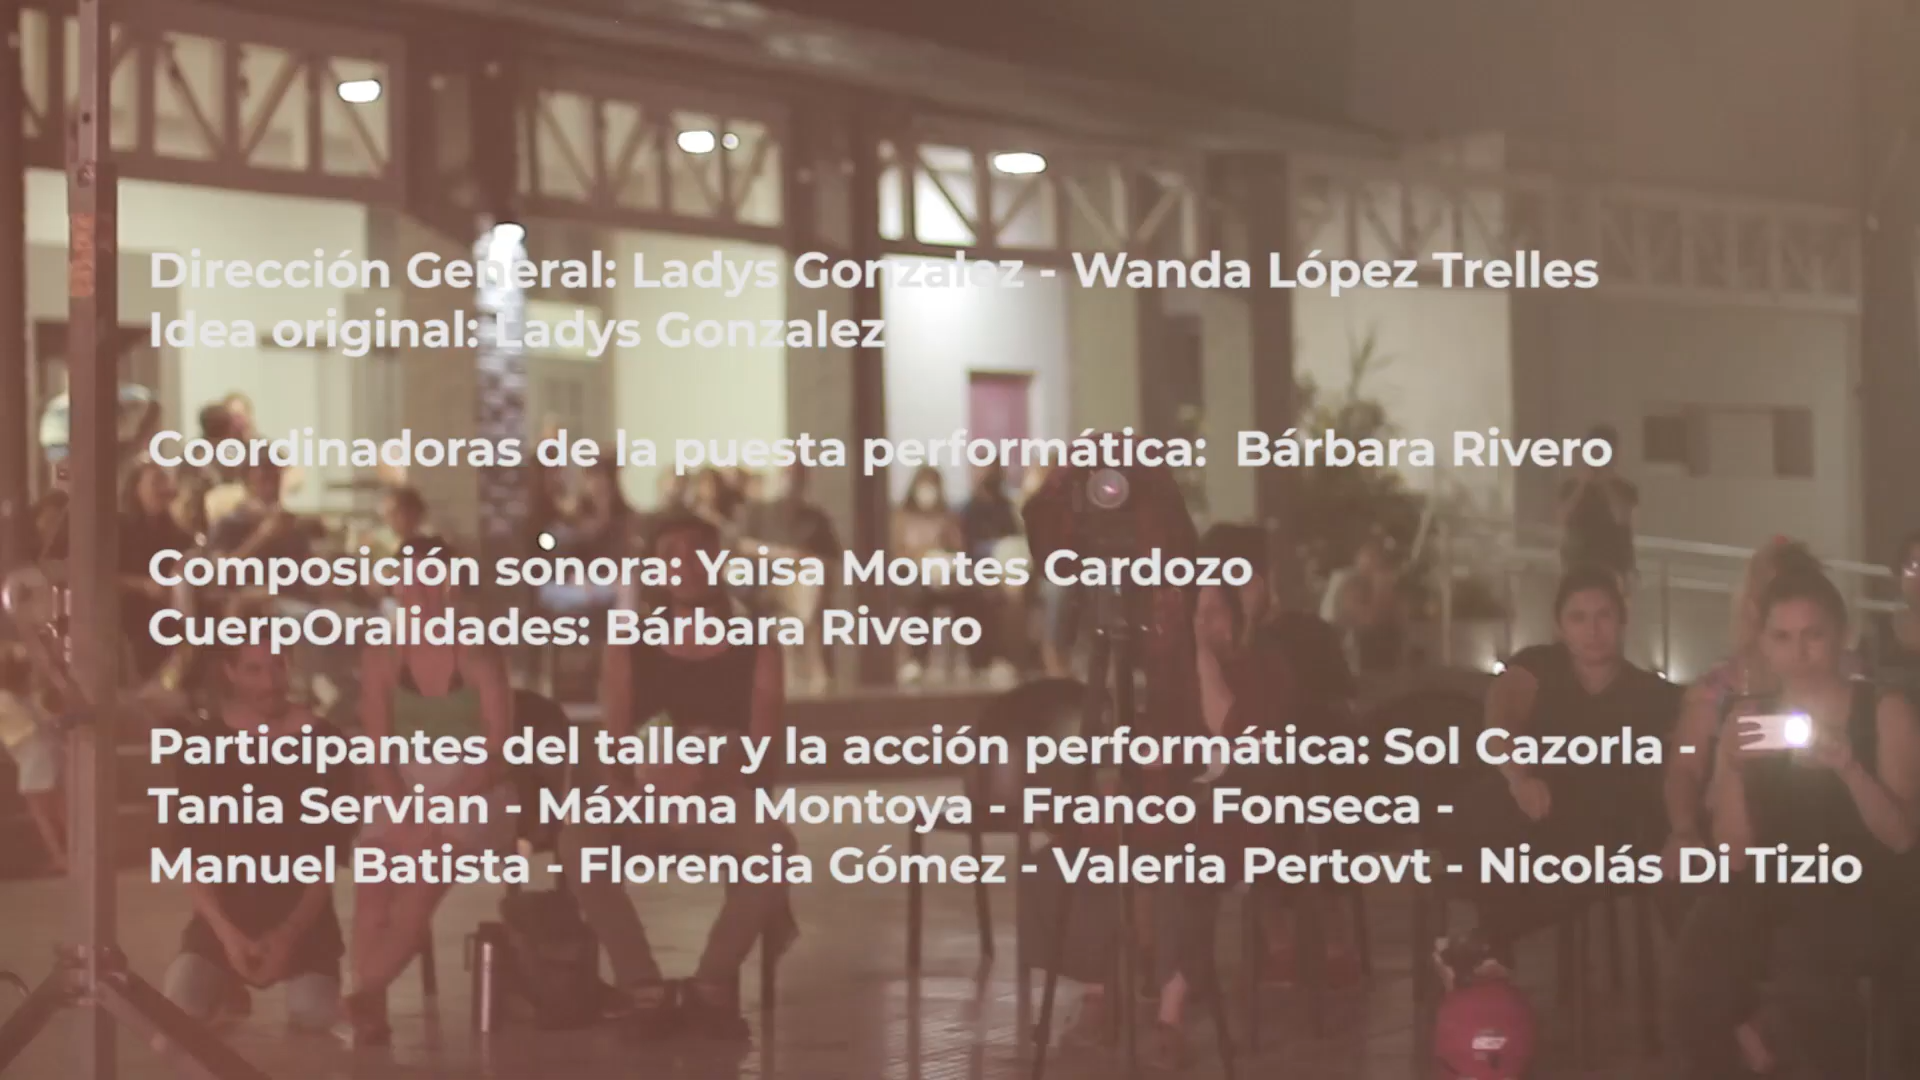 Dirección General: Ladys Gonzalez - Wanda López Trelles
Idea original: Ladys Gonzalez
Coordinadoras de la puesta performática:  Bárbara Rivero
Composición sonora: Yaisa Montes Cardozo
CuerpOralidades: Bárbara Rivero
Participantes del taller y la acción performática: Sol Cazorla -
Tania Servian - Máxima Montoya - Franco Fonseca -
Manuel Batista - Florencia Gómez - Valeria Pertovt - Nicolás Di Tizio